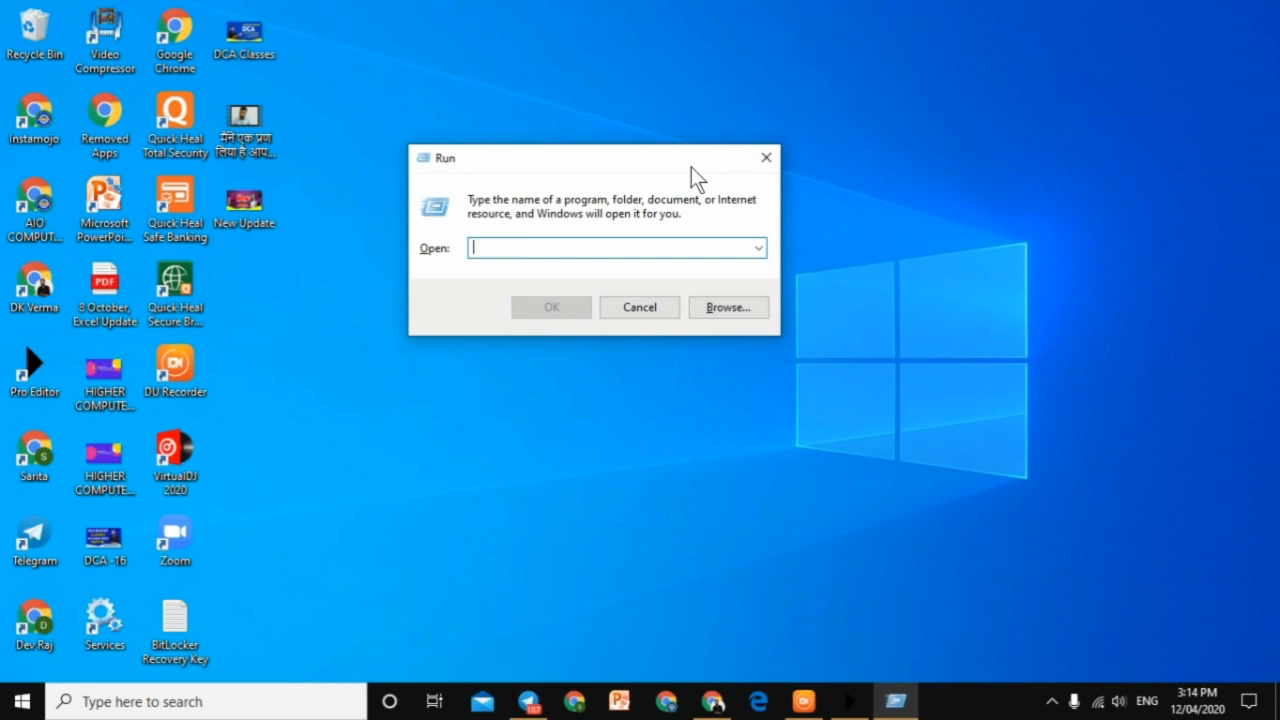 Recycle Bin
Video
Compressor
Google
Chrome
DCA Classes
Instamojo
Removed
Apps
Quick Heal
Total Security
मैंने एक प्रण
लिया है आप...
AIO
COMPUT...
Microsoft
PowerPoi...
Quick Heal
Safe Banking
New Update
DK Verma
PDF
8 October,
Excel Update
Quick Heal
Secure Br...
Pro Editor
HIGHER
COMPUTE...
DU Recorder
S
Santa
HIGHER
COMPUTE...
VirtualDJ
2020
Telegram
DCA -16
Zoom
D
Dev Raj
Services
BitLocker
Recovery Key
Run
Type the name of a program, folder, document, or Internet
resource, and Windows will open it for you.
Open:
OK
Cancel
Browse...
Type here to search
107
ENG
3:14 PM
12/04/2020